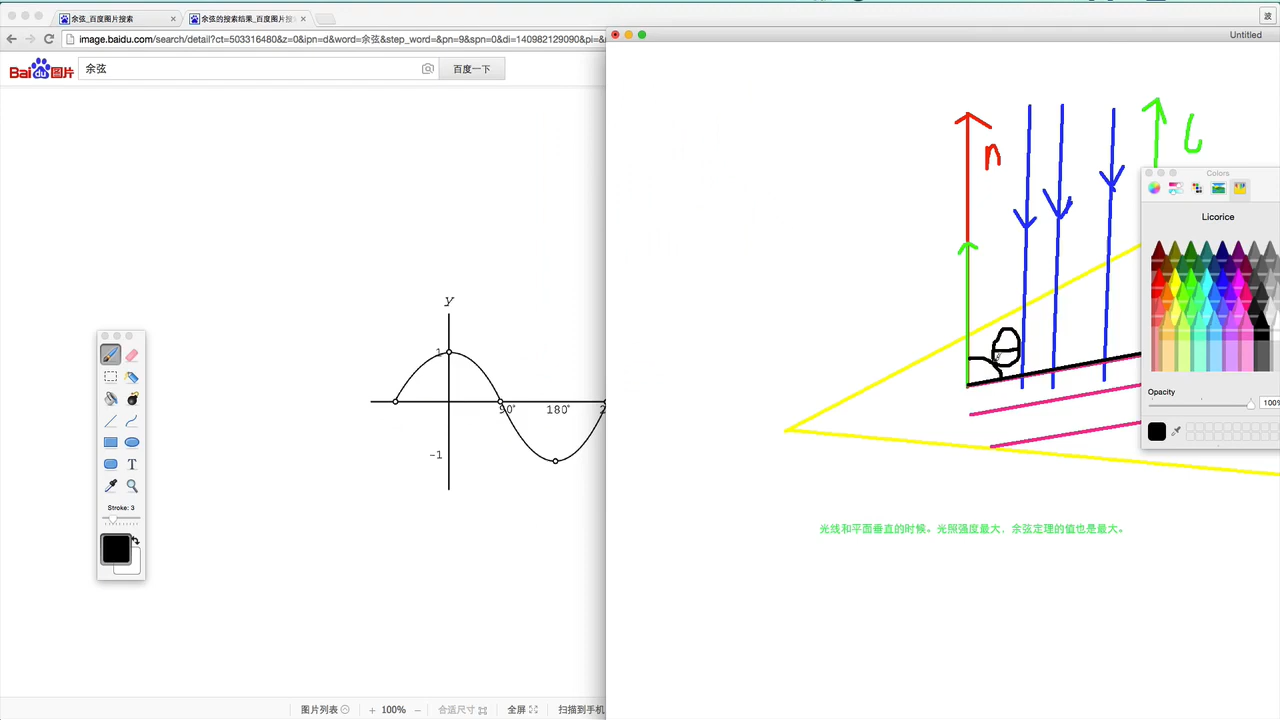 余弦_百度图片搜索
余弦的搜索结果_百度图片搜
波
image.baidu.com/search/detail?ct=503316480&z=0&ipn=d&word=余弦&step_word=&pn=9&spn=0&di=140982129090&pi=&
Untitled
Bai du 图片
余弦
百度一下
n
l
Colors
Licorice
y
1
90°
180°
-1
θ
Opacity
100%
Stroke: 3
T
光线和平面垂直的时候。光照强度最大、余弦定理的值也是最大。
图片列表
+ 100% −
合适尺寸
全屏
扫描到手机